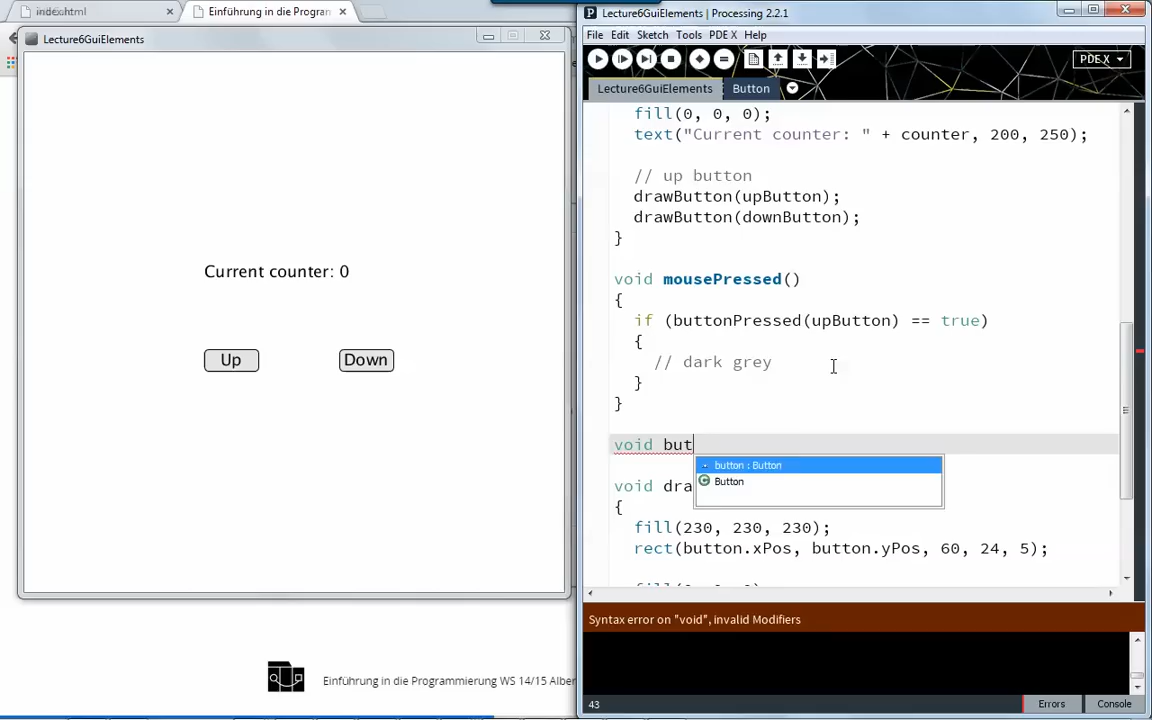 index.html
Einführung in die Program
Lecture6GuiElements
Current counter: 0
Up
Down
Einführung in die Programmierung WS 14/15 Alber
Lecture6GuiElements | Processing 2.2.1
File Edit Sketch Tools PDE X Help
PDE X
Lecture6GuiElements
Button
fill(0, 0, 0);
text("Current counter: " + counter, 200, 250);
// up button
drawButton(upButton);
drawButton(downButton);
}
void mousePressed()
{
if (buttonPressed(upButton) == true)
{
// dark grey
}
}
void but
button : Button
Button
void dra
{
fill(230, 230, 230);
rect(button.xPos, button.yPos, 60, 24, 5);
Syntax error on "void", invalid Modifiers
43
Errors
Console